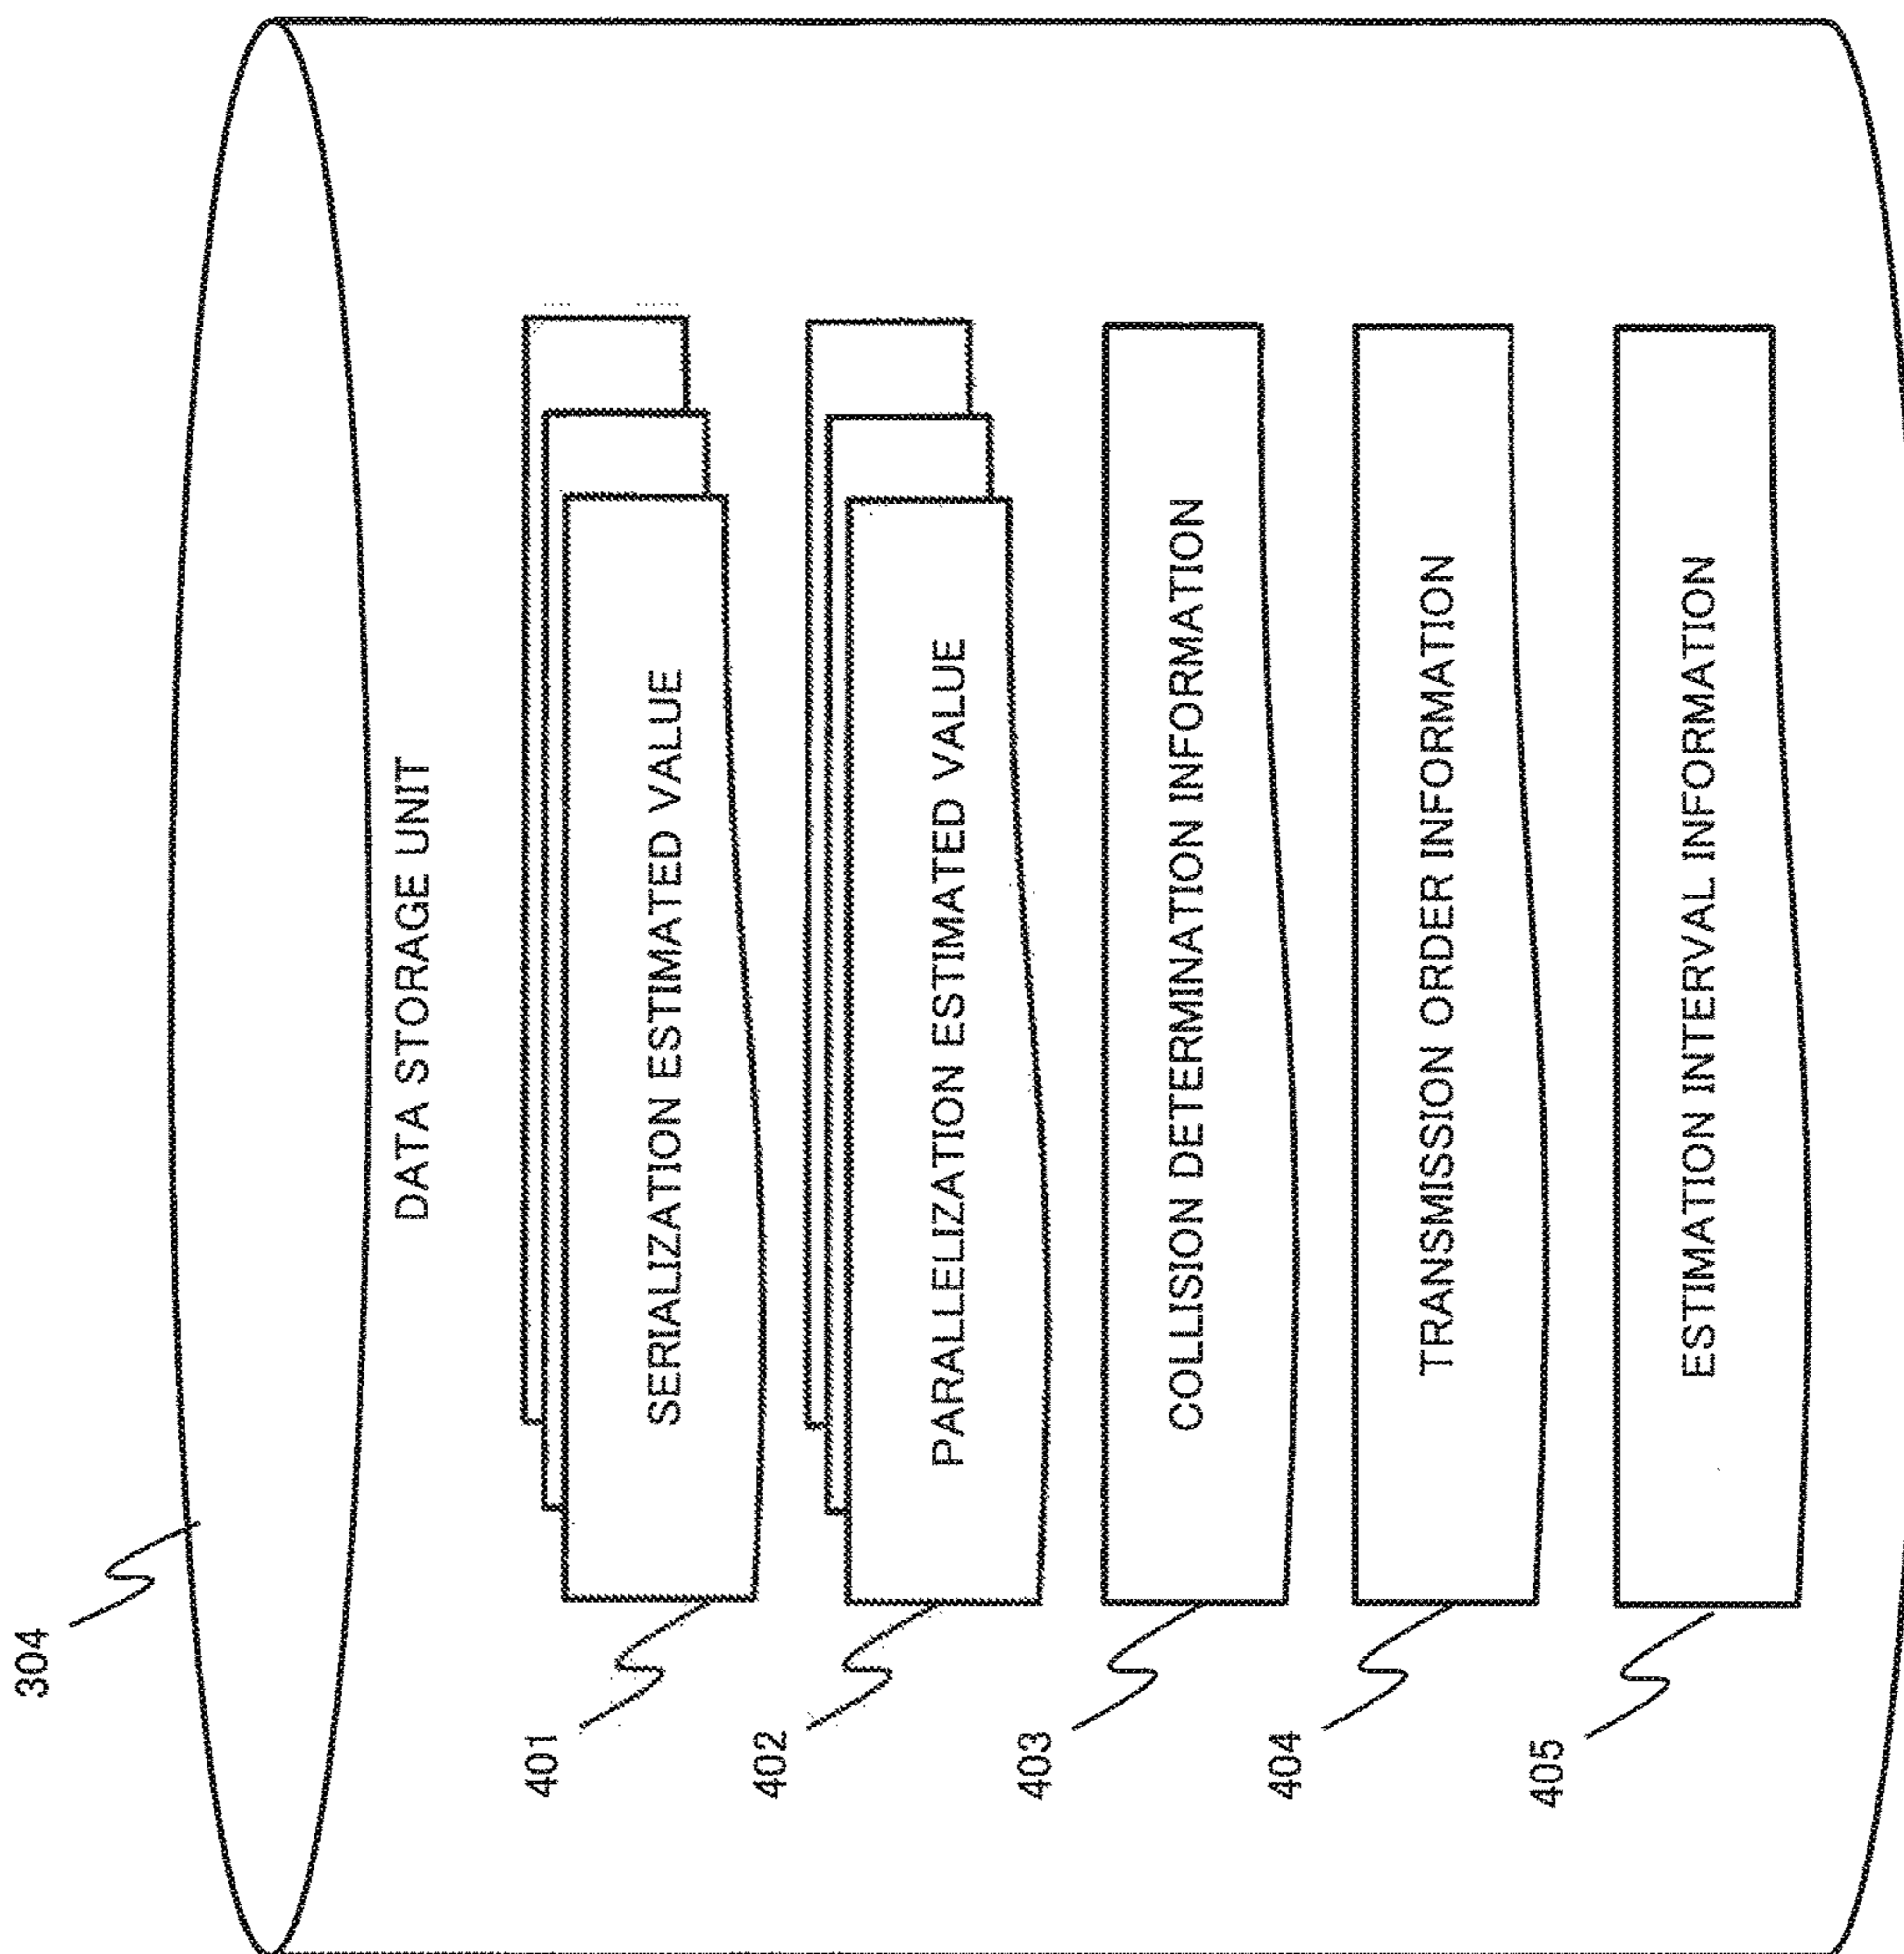 304
DATA STORAGE UNIT
401
SERIALIZATION ESTIMATED VALUE
402
PARALLELIZATION ESTIMATED VALUE
403
COLLISION DETERMINATION INFORMATION
404
TRANSMISSION ORDER INFORMATION
405
ESTIMATION INTERVAL INFORMATION